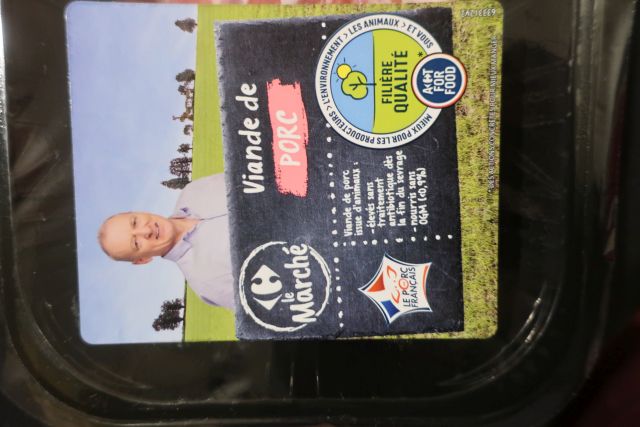 Viande de
PORC
MIEUX POUR LES PRODUCTEURS > L'ENVIRONNEMENT > LES ANIMAUX > ET VOUS
FILIÈRE
QUALITÉ
*
ACT
FOR
FOOD
Viande de porc
issue d'animaux :
- élevés sans
traitement
antibiotique dès
la fin du sevrage
- nourris sans
OGM (<0,9%)
le Marché
LE PORC
FRANÇAIS